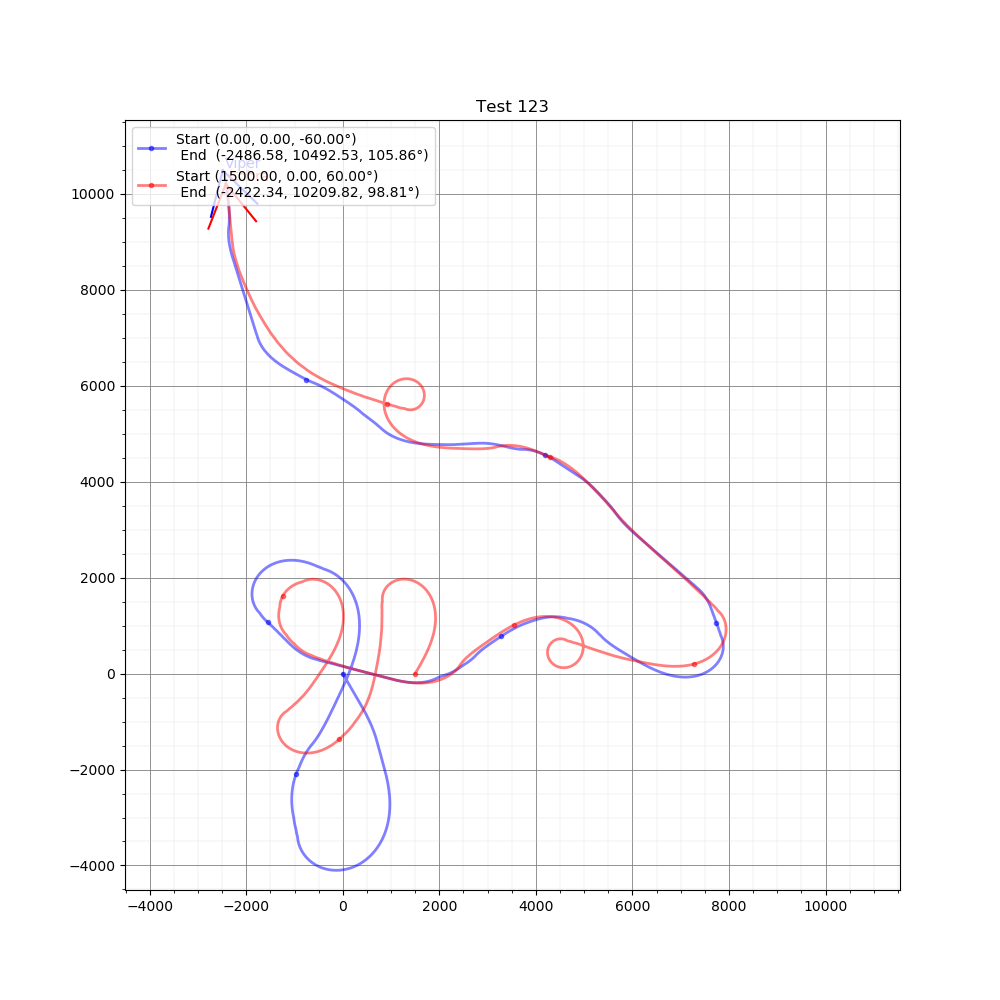 Test 123
Start (0.00, 0.00, -60.00°)
End (-2486.58, 10492.53, 105.86°)
Viper
Start (1500.00, 0.00, 60.00°)
End (-2422.34, 10209.82, 98.81°)
10000
8000
6000
4000
2000
0
−2000
−4000
−4000 −2000 0 2000 4000 6000 8000 10000